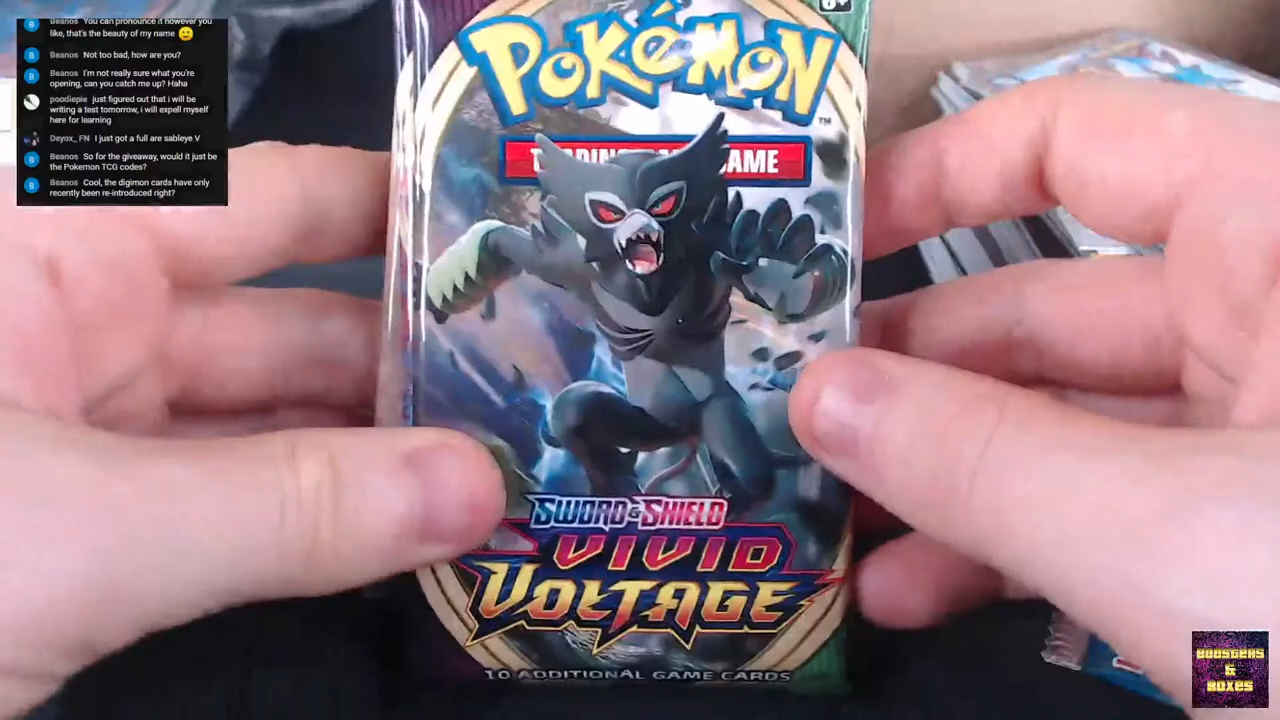 Beanos You can pronounce it however you
like, that's the beauty of my name
B Beanos Not too bad, how are you?
B Beanos I'm not really sure what you're
opening, can you catch me up? Haha
poodiepie just figured out that i will be
writing a test tomorrow, i will expell myself
here for learning
Deyox_FN I just got a full are sableye V
B Beanos So for the giveaway, would it just be
the Pokemon TCG codes?
B Beanos Cool, the digimon cards have only
recently been re-introduced right?
6+
POKÉMON
TM
GAME
SWORD & SHIELD
VIVID
VOLTAGE
10 ADDITIONAL GAME CARDS
BOOSTERS
&
BOXES